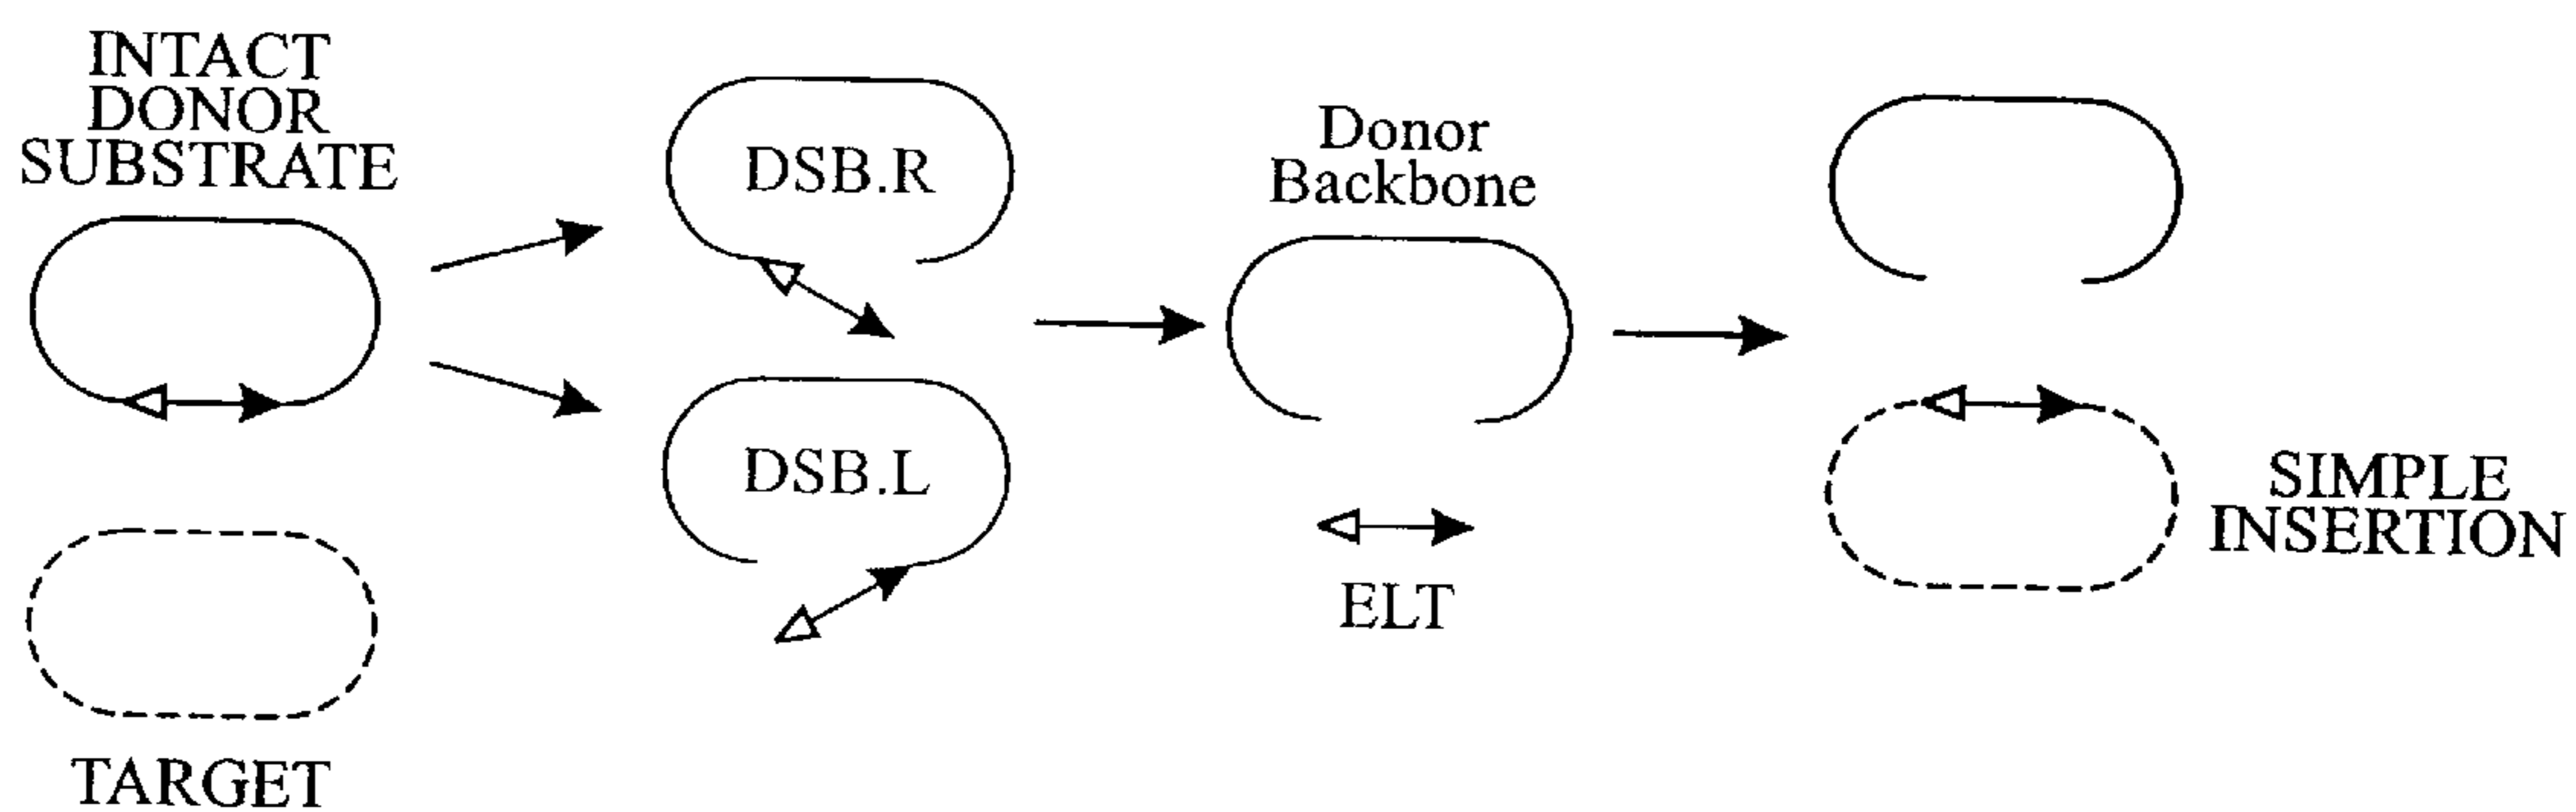 INTACT
DONOR
SUBSTRATE
TARGET
DSB.R
DSB.L
Donor
Backbone
ELT
SIMPLE
INSERTION